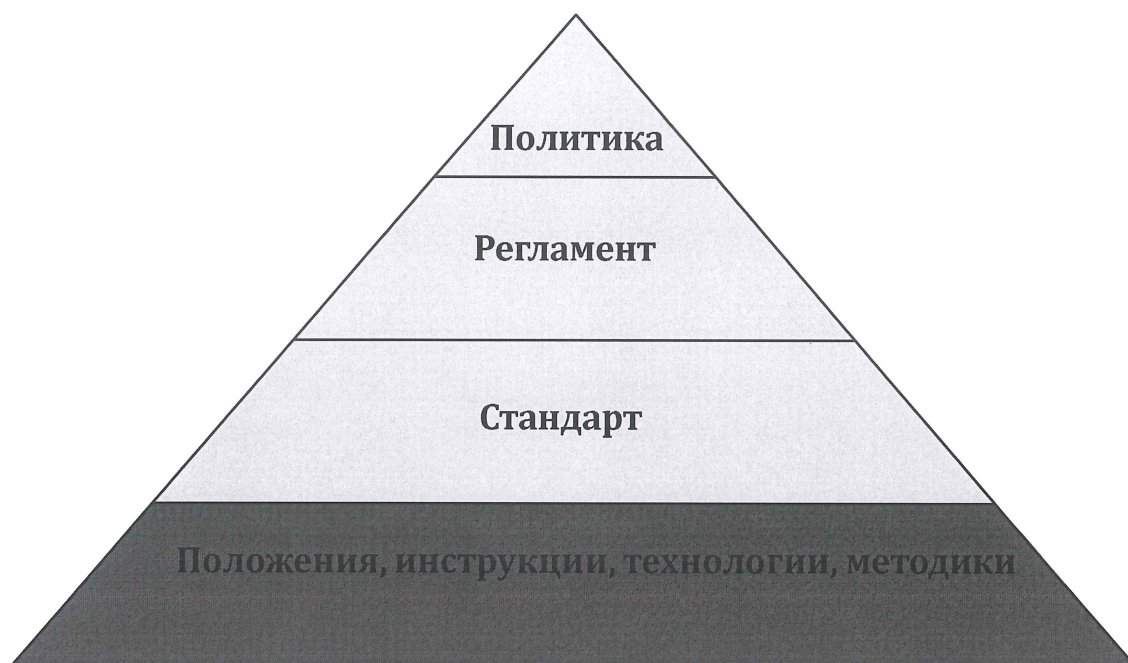 Политика
Регламент
Стандарт
Положения, инструкции, технологии, методики